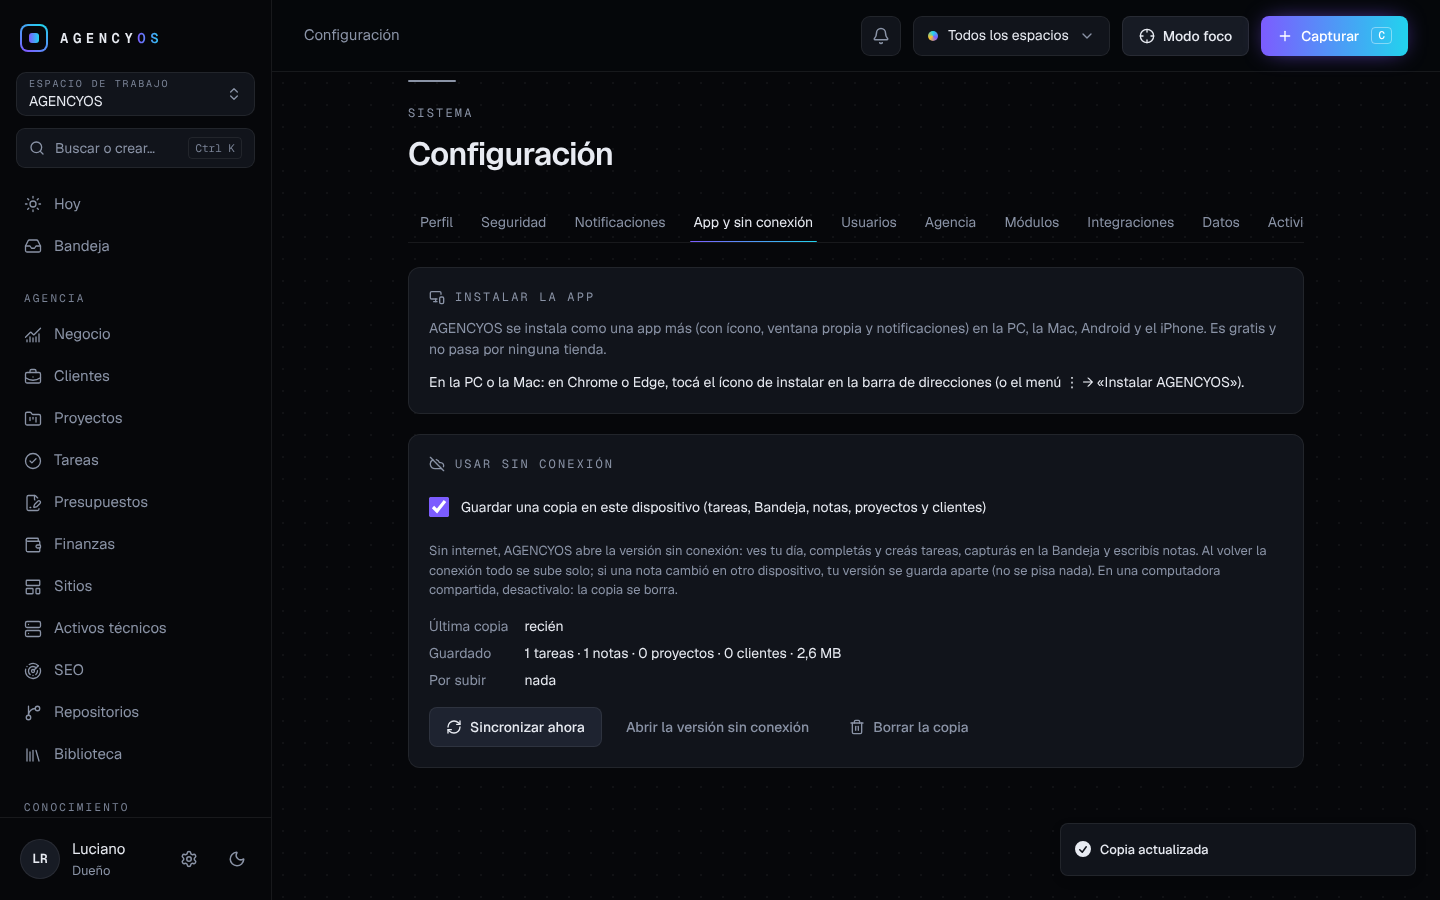 AGENCYOS
ESPACIO DE TRABAJO
AGENCYOS
Buscar o crear... Ctrl K
Hoy
Bandeja
AGENCIA
Negocio
Clientes
Proyectos
Tareas
Presupuestos
Finanzas
Sitios
Activos técnicos
SEO
Repositorios
Biblioteca
CONOCIMIENTO
LR
Luciano
Dueño
Configuración
Todos los espacios
Modo foco
Capturar C
SISTEMA
Configuración
Perfil Seguridad Notificaciones App y sin conexión Usuarios Agencia Módulos Integraciones Datos Activi
INSTALAR LA APP
AGENCYOS se instala como una app más (con ícono, ventana propia y notificaciones) en la PC, la Mac, Android y el iPhone. Es gratis y
no pasa por ninguna tienda.
En la PC o la Mac: en Chrome o Edge, tocá el ícono de instalar en la barra de direcciones (o el menú ⋮ → «Instalar AGENCYOS»).
USAR SIN CONEXIÓN
Guardar una copia en este dispositivo (tareas, Bandeja, notas, proyectos y clientes)
Sin internet, AGENCYOS abre la versión sin conexión: ves tu día, completás y creás tareas, capturás en la Bandeja y escribís notas. Al volver la
conexión todo se sube solo; si una nota cambió en otro dispositivo, tu versión se guarda aparte (no se pisa nada). En una computadora
compartida, desactivalo: la copia se borra.
Última copia recién
Guardado 1 tareas · 1 notas · 0 proyectos · 0 clientes · 2,6 MB
Por subir nada
Sincronizar ahora Abrir la versión sin conexión Borrar la copia
Copia actualizada